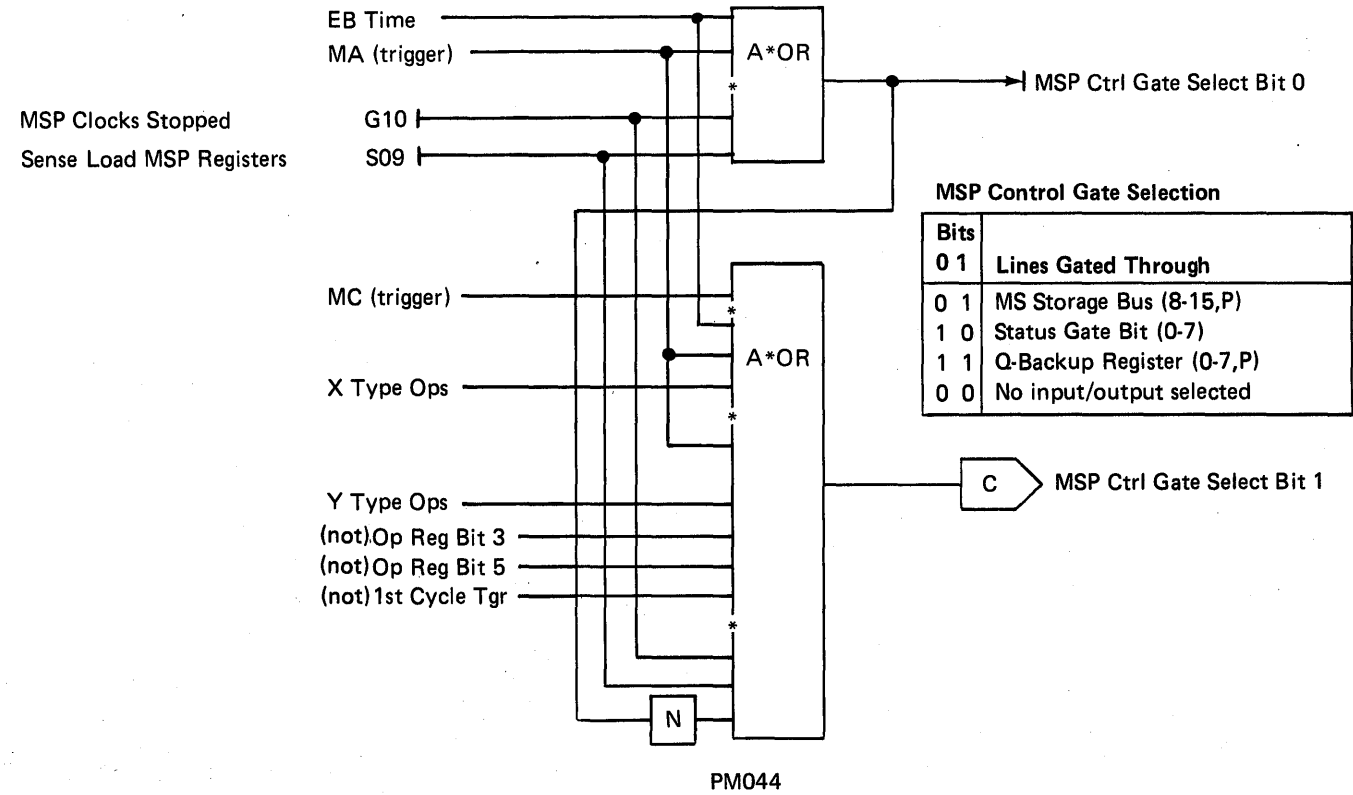 EB Time
MA (trigger)
A*OR
*
MSP Ctrl Gate Select Bit 0
MSP Clocks Stopped G10
Sense Load MSP Registers S09
MSP Control Gate Selection
Bits
0 1 Lines Gated Through
0 1 MS Storage Bus (8-15,P)
1 0 Status Gate Bit (0-7)
1 1 Q-Backup Register (0-7,P)
0 0 No input/output selected
MC (trigger)
*
A*OR
X Type Ops
*
C MSP Ctrl Gate Select Bit 1
Y Type Ops
(not) Op Reg Bit 3
(not) Op Reg Bit 5
(not) 1st Cycle Tgr
*
N
PM044